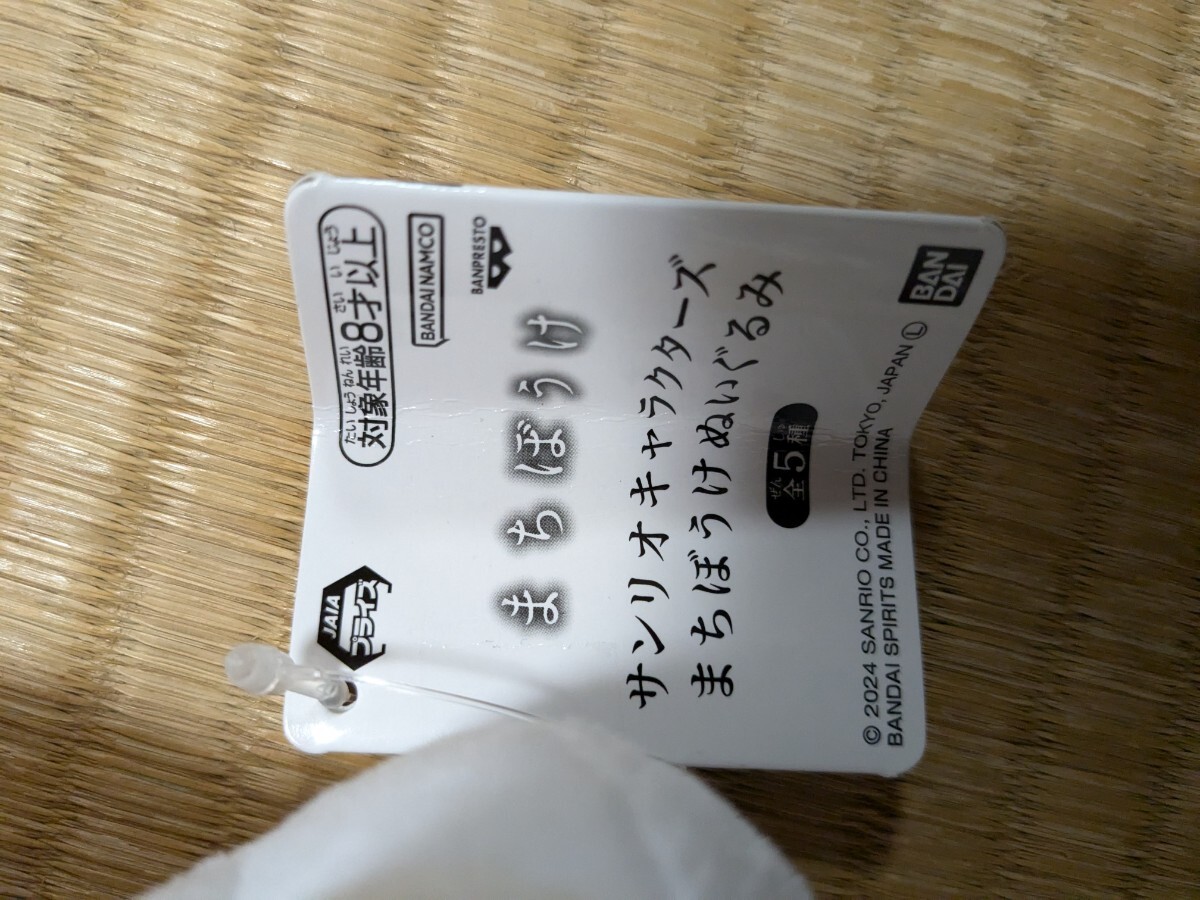 JAIA
プライズ
たいしょうねんれい さい い じょう
対象年齢8才以上
BANDAI NAMCO
BANPRESTO
まちぼうけ
サンリオキャラクターズ
まちぼうけぬいぐるみ
ぜん しゅ
全5種
© 2024 SANRIO CO., LTD. TOKYO, JAPAN Ⓛ
BANDAI SPIRITS MADE IN CHINA
BAN
DAI